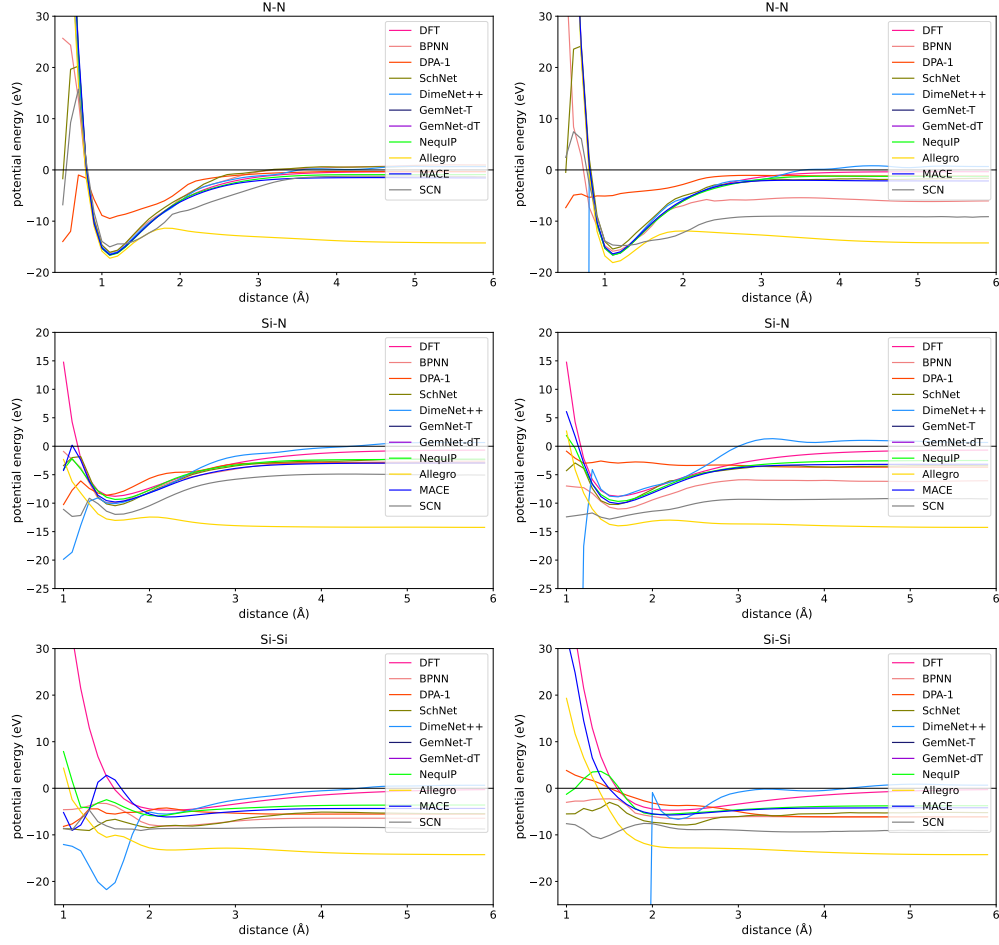 N-N
potential energy (eV)
30
20
10
0
−10
−20
1
2
3
4
5
6
distance (Å)
DFT
BPNN
DPA-1
SchNet
DimeNet++
GemNet-T
GemNet-dT
NequIP
Allegro
MACE
SCN
N-N
potential energy (eV)
30
20
10
0
−10
−20
1
2
3
4
5
6
distance (Å)
DFT
BPNN
DPA-1
SchNet
DimeNet++
GemNet-T
GemNet-dT
NequIP
Allegro
MACE
SCN
Si-N
potential energy (eV)
20
15
10
5
0
−5
−10
−15
−20
−25
1
2
3
4
5
6
distance (Å)
DFT
BPNN
DPA-1
SchNet
DimeNet++
GemNet-T
GemNet-dT
NequIP
Allegro
MACE
SCN
Si-N
potential energy (eV)
20
15
10
5
0
−5
−10
−15
−20
−25
1
2
3
4
5
6
distance (Å)
DFT
BPNN
DPA-1
SchNet
DimeNet++
GemNet-T
GemNet-dT
NequIP
Allegro
MACE
SCN
Si-Si
potential energy (eV)
30
20
10
0
−10
−20
1
2
3
4
5
6
distance (Å)
DFT
BPNN
DPA-1
SchNet
DimeNet++
GemNet-T
GemNet-dT
NequIP
Allegro
MACE
SCN
Si-Si
potential energy (eV)
30
20
10
0
−10
−20
1
2
3
4
5
6
distance (Å)
DFT
BPNN
DPA-1
SchNet
DimeNet++
GemNet-T
GemNet-dT
NequIP
Allegro
MACE
SCN